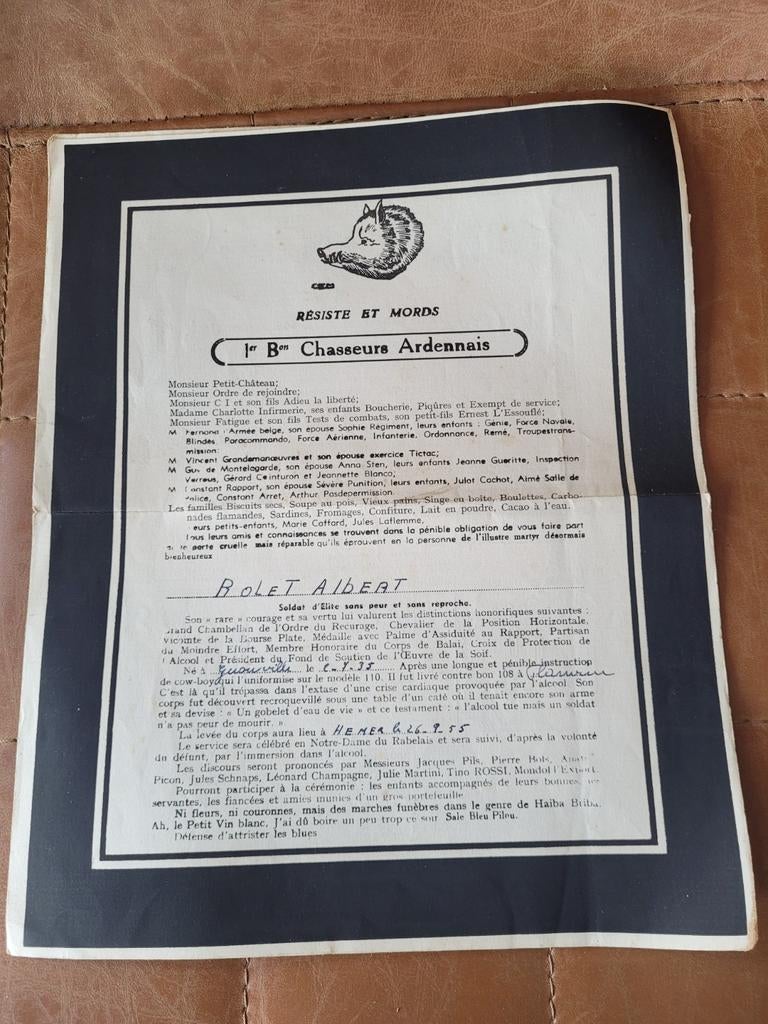 RÉSISTE ET MORDS
1er Bon Chasseurs Ardennais
Monsieur Petit-Château;
Monsieur Ordre de rejoindre;
Monsieur C I et son fils Adieu la liberté;
Madame Charlotte Infirmerie, ses enfants Boucherie, Piqûres et Exempt de service;
Monsieur Fatigue et son fils Tests de combats, son petit-fils Ernest L'Essouflé;
M Fernand l'Armée belge, son épouse Sophie Régiment, leurs enfants : Génie, Force Navale,
Blindés, Paracommando, Force Aérienne, Infanterie, Ordonnance, Remé, Troupestrans-
mission;
M Vincent Grandemanœuvres et son épouse exercice Tictac;
M Guy de Montelagarde, son épouse Anna Sten, leurs enfants Jeanne Gueritte, Inspection
Verreus, Gérard Ceinturon et Jeannette Blanco;
M Constant Rapport, son épouse Sévère Punition, leurs enfants, Julot Cachot, Aimé Salle de
Police, Constant Arret, Arthur Pasdepermission.
Les familles Biscuits secs, Soupe au pois, Vieux pains, Singe en boîte, Boulettes, Carbo-
nades flamandes, Sardines, Fromages, Confiture, Lait en poudre, Cacao à l'eau.
leurs petits-enfants, Marie Caffard, Jules Laflemme,
Tous leurs amis et connaissances se trouvent dans la pénible obligation de vous faire part
de la perte cruelle mais réparable qu'ils éprouvent en la personne de l'illustre martyr désormais
bienheureux
ROLET AlbERT
Soldat d'Elite sans peur et sans reproche.
Son « rare » courage et sa vertu lui valurent les distinctions honorifiques suivantes :
Grand Chambellan de l'Ordre du Recurage, Chevalier de la Position Horizontale,
Vicomte de la Bourse Plate, Médaille avec Palme d'Assiduité au Rapport, Partisan
du Moindre Effort, Membre Honoraire du Corps de Balai, Croix de Protection de
l'Alcool et Président du Fond de Soutien de l'Œuvre de la Soif.
Né à le 2-8-35 Après une longue et pénible instruction
de cow-boy qui l'uniformise sur le modèle 110. Il fut livré contre bon 108 à
C'est là qu'il trépassa dans l'extase d'une crise cardiaque provoquée par l'alcool. Son
corps fut découvert recroquevillé sous une table d'un café où il tenait encore son arme
et sa devise : « Un gobelet d'eau de vie » et ce testament : « l'alcool tue mais un soldat
n'a pas peur de mourir. »
La levée du corps aura lieu à HEMER le 26-9-55
Le service sera célébré en Notre-Dame du Rabelais et sera suivi, d'après la volonté
du défunt, par l'immersion dans l'alcool.
Les discours seront prononcés par Messieurs Jacques Pils, Pierre Bols,
Picon, Jules Schnaps, Léonard Champagne, Julie Martini, Tino ROSSI, Mondol l'Export.
Pourront participer à la cérémonie : les enfants accompagnés de leurs bonnes, les
servantes, les fiancées et amies munies d'un gros portefeuille.
Ni fleurs, ni couronnes, mais des marches funèbres dans le genre de Haiba Briba,
Ah, le Petit Vin blanc, J'ai dû boire un peu trop ce soir Sale Bleu Pilou.
Défense d'attrister les blues